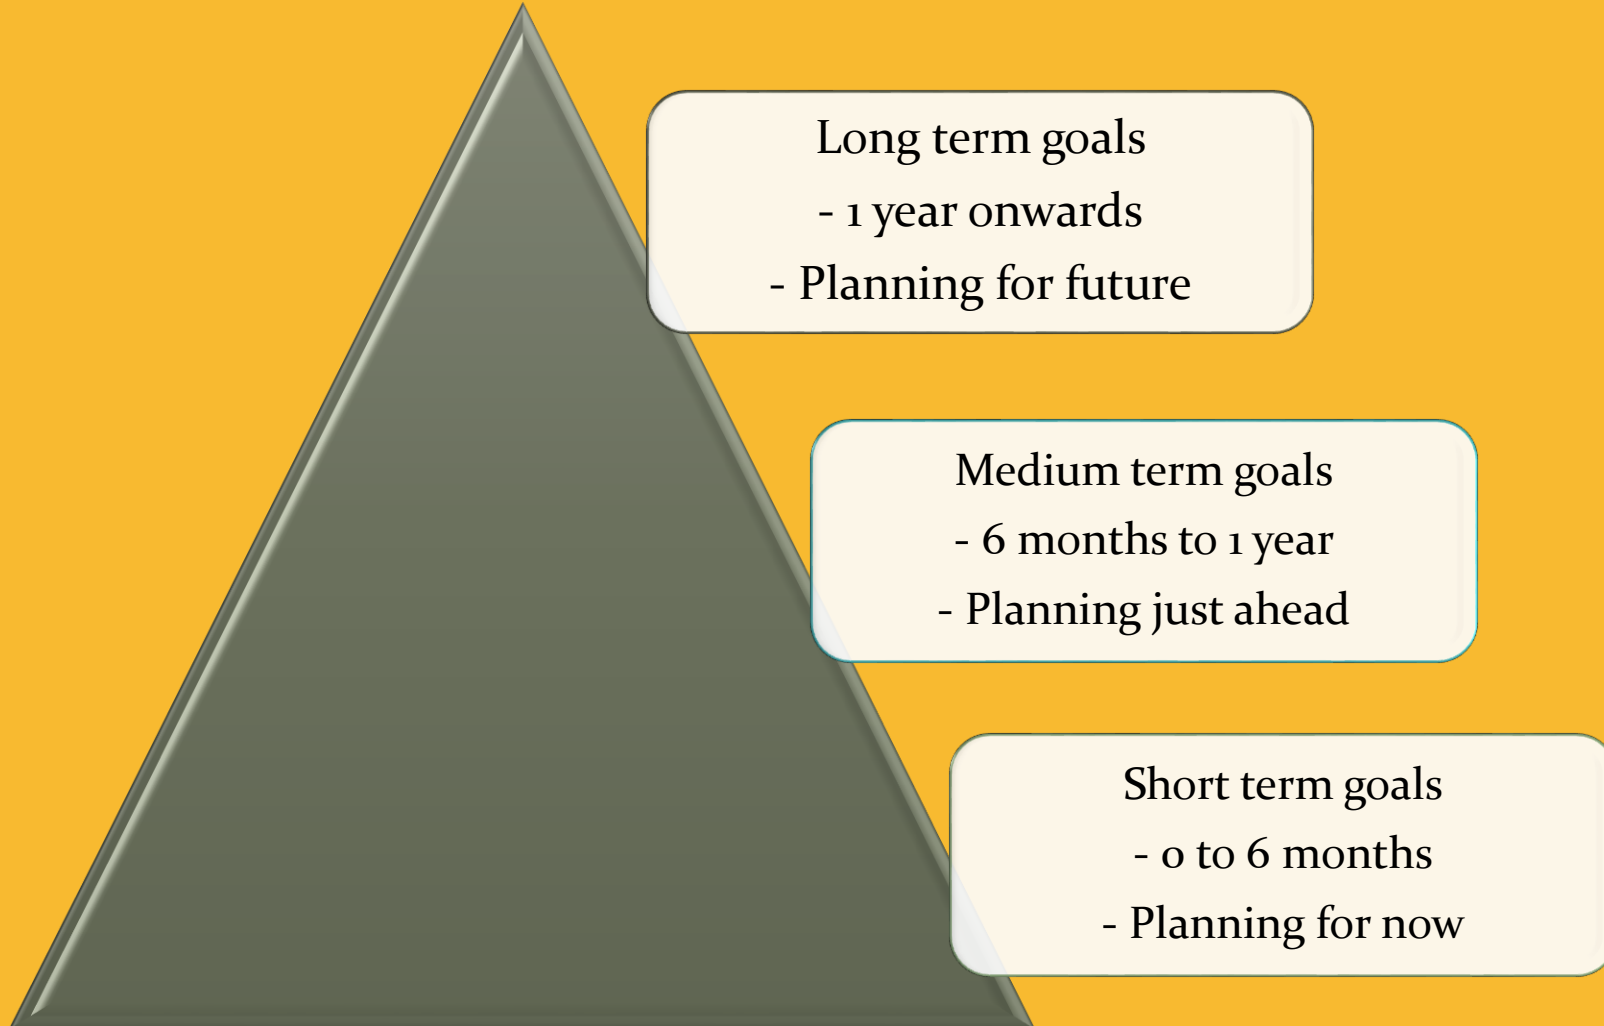 Long term goals
- 1 year onwards
- Planning for future
Medium term goals
- 6 months to 1 year
- Planning just ahead
Short term goals
- 0 to 6 months
- Planning for now